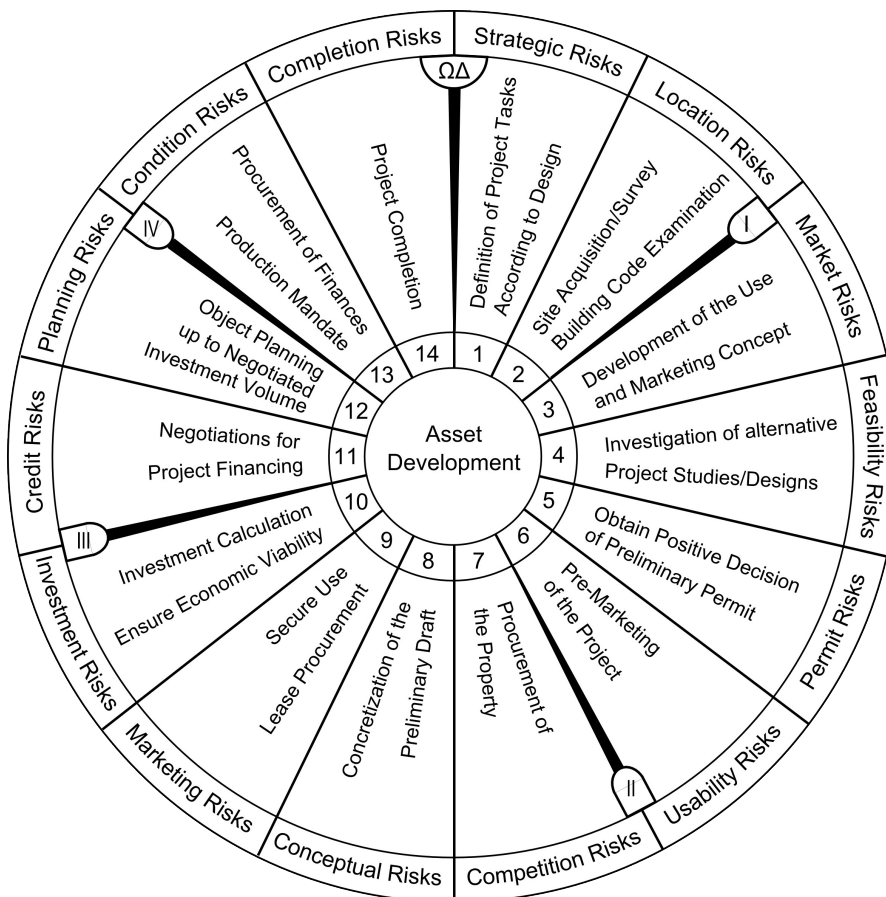 Asset
Development
ΩΔ
Strategic Risks
Definition of Project Tasks
According to Design
1
Location Risks
Site Acquisition/Survey
Building Code Examination
2
I
Market Risks
Development of the Use
and Marketing Concept
3
Feasibility Risks
Investigation of alternative
Project Studies/Designs
4
Permit Risks
Obtain Positive Decision
of Preliminary Permit
5
Usability Risks
Pre-Marketing
of the Project
6
II
Competition Risks
Procurement of
the Property
7
Conceptual Risks
Concretization of the
Preliminary Draft
8
Marketing Risks
Secure Use
Lease Procurement
9
Investment Risks
Investment Calculation
Ensure Economic Viability
10
III
Credit Risks
Negotiations for
Project Financing
11
Planning Risks
Object Planning
up to Negotiated
Investment Volume
12
IV
Condition Risks
Procurement of Finances
Production Mandate
13
Completion Risks
Project Completion
14